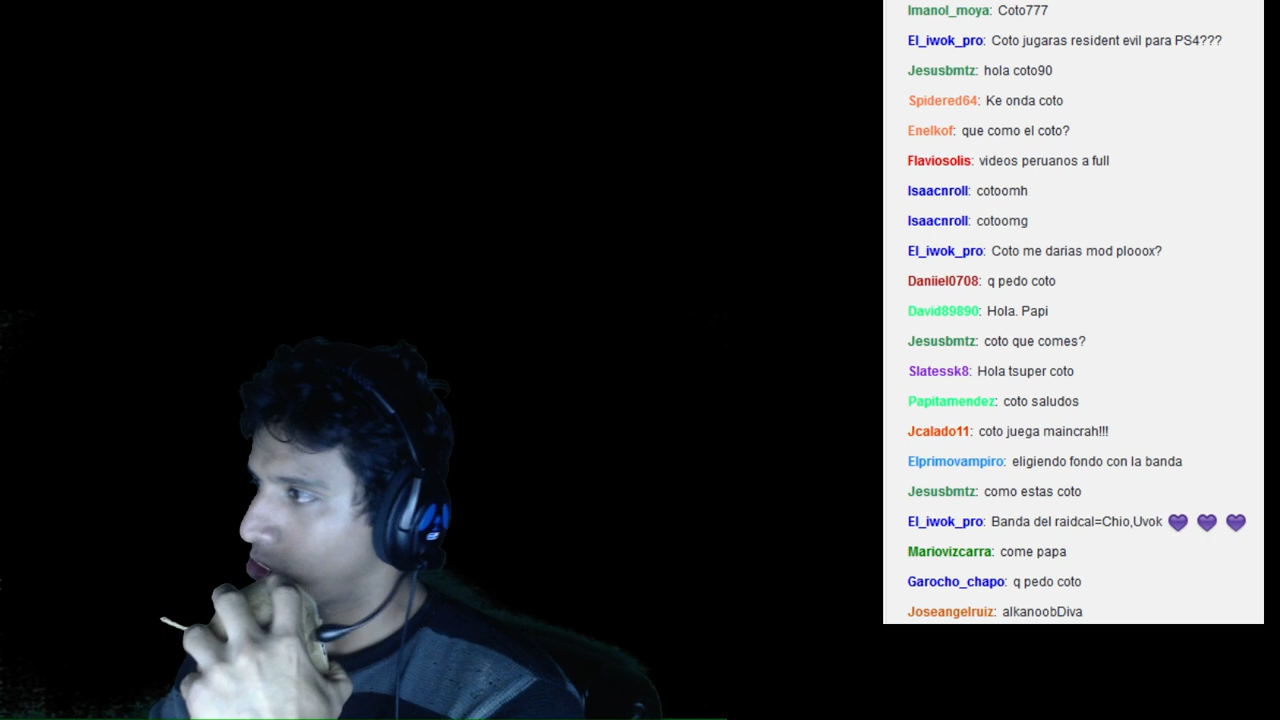 Imanol_moya: Coto777
El_iwok_pro: Coto jugaras resident evil para PS4???
Jesusbmtz: hola coto90
Spidered64: Ke onda coto
Enelkof: que como el coto?
Flaviosolis: videos peruanos a full
Isaacnroll: cotoomh
Isaacnroll: cotoomg
El_iwok_pro: Coto me darias mod plooox?
Daniiel0708: q pedo coto
David89890: Hola. Papi
Jesusbmtz: coto que comes?
Slatessk8: Hola tsuper coto
Papitamendez: coto saludos
Jcalado11: coto juega maincrah!!!
Elprimovampiro: eligiendo fondo con la banda
Jesusbmtz: como estas coto
El_iwok_pro: Banda del raidcal=Chio,Uvok 💜 💜 💜
Mariovizcarra: come papa
Garocho_chapo: q pedo coto
Joseangelruiz: alkanoobDiva